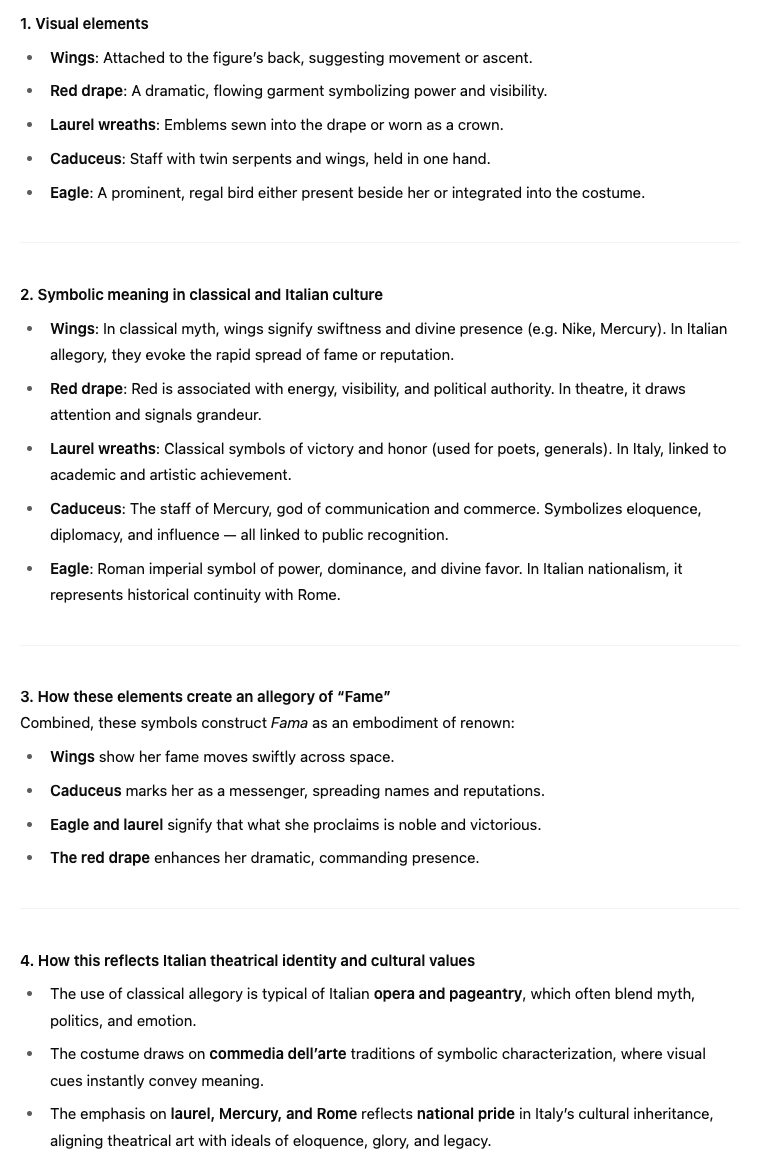 1. Visual elements
• Wings: Attached to the figure’s back, suggesting movement or ascent.
• Red drape: A dramatic, flowing garment symbolizing power and visibility.
• Laurel wreaths: Emblems sewn into the drape or worn as a crown.
• Caduceus: Staff with twin serpents and wings, held in one hand.
• Eagle: A prominent, regal bird either present beside her or integrated into the costume.
2. Symbolic meaning in classical and Italian culture
• Wings: In classical myth, wings signify swiftness and divine presence (e.g. Nike, Mercury). In Italian
allegory, they evoke the rapid spread of fame or reputation.
• Red drape: Red is associated with energy, visibility, and political authority. In theatre, it draws
attention and signals grandeur.
• Laurel wreaths: Classical symbols of victory and honor (used for poets, generals). In Italy, linked to
academic and artistic achievement.
• Caduceus: The staff of Mercury, god of communication and commerce. Symbolizes eloquence,
diplomacy, and influence — all linked to public recognition.
• Eagle: Roman imperial symbol of power, dominance, and divine favor. In Italian nationalism, it
represents historical continuity with Rome.
3. How these elements create an allegory of “Fame”
Combined, these symbols construct Fama as an embodiment of renown:
• Wings show her fame moves swiftly across space.
• Caduceus marks her as a messenger, spreading names and reputations.
• Eagle and laurel signify that what she proclaims is noble and victorious.
• The red drape enhances her dramatic, commanding presence.
4. How this reflects Italian theatrical identity and cultural values
• The use of classical allegory is typical of Italian opera and pageantry, which often blend myth,
politics, and emotion.
• The costume draws on commedia dell’arte traditions of symbolic characterization, where visual
cues instantly convey meaning.
• The emphasis on laurel, Mercury, and Rome reflects national pride in Italy’s cultural inheritance,
aligning theatrical art with ideals of eloquence, glory, and legacy.